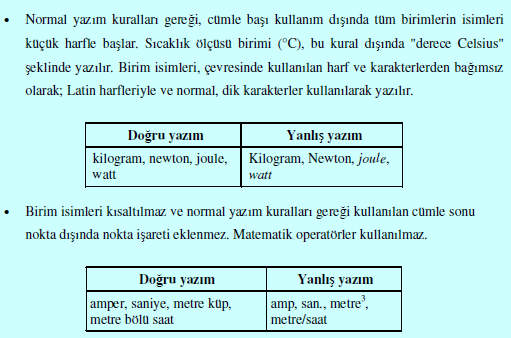 • Normal yazım kuralları gereği, cümle başı kullanım dışında tüm birimlerin isimleri
küçük harfle başlar. Sıcaklık ölçüsü birimi (°C), bu kural dışında "derece Celsius"
şeklinde yazılır. Birim isimleri, çevresinde kullanılan harf ve karakterlerden bağımsız
olarak; Latin harfleriyle ve normal, dik karakterler kullanılarak yazılır.
Doğru yazım Yanlış yazım
kilogram, newton, joule, Kilogram, Newton, joule,
watt watt
• Birim isimleri kısaltılmaz ve normal yazım kuralları gereği kullanılan cümle sonu
nokta dışında nokta işareti eklenmez. Matematik operatörler kullanılmaz.
Doğru yazım Yanlış yazım
amper, saniye, metre küp, amp, san., metre³,
metre bölü saat metre/saat